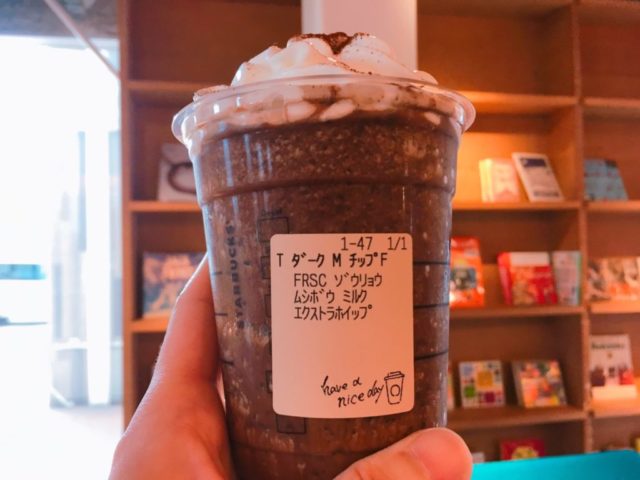 1-47 1/1
T ﾀﾞｰｸ M ﾁｯﾌﾟF
FRSC ｿﾞｳﾘｮｳ
ﾑｼﾎﾞｳ ﾐﾙｸ
ｴｸｽﾄﾗﾎｲｯﾌﾟ
have a
nice day
STARBUCKS